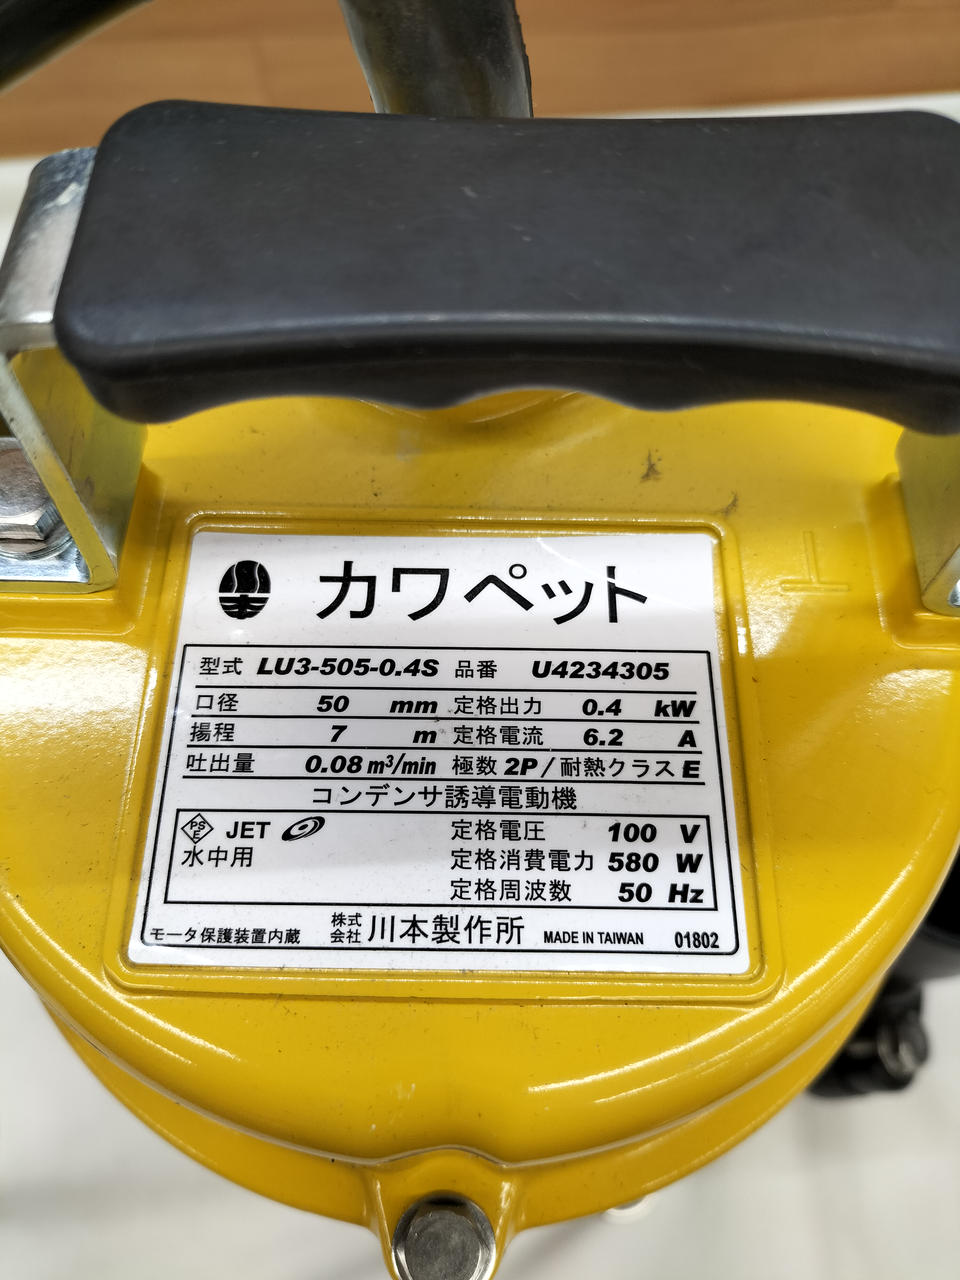 カワペット
型式 LU3-505-0.4S 品番 U4234305
口径 50 mm 定格出力 0.4 kW
揚程 7 m 定格電流 6.2 A
吐出量 0.08 m³/min 極数 2P/耐熱クラス E
コンデンサ誘導電動機
PSE JET 定格電圧 100 V
水中用 定格消費電力 580 W
定格周波数 50 Hz
モータ保護装置内蔵 株式会社 川本製作所 MADE IN TAIWAN 01802